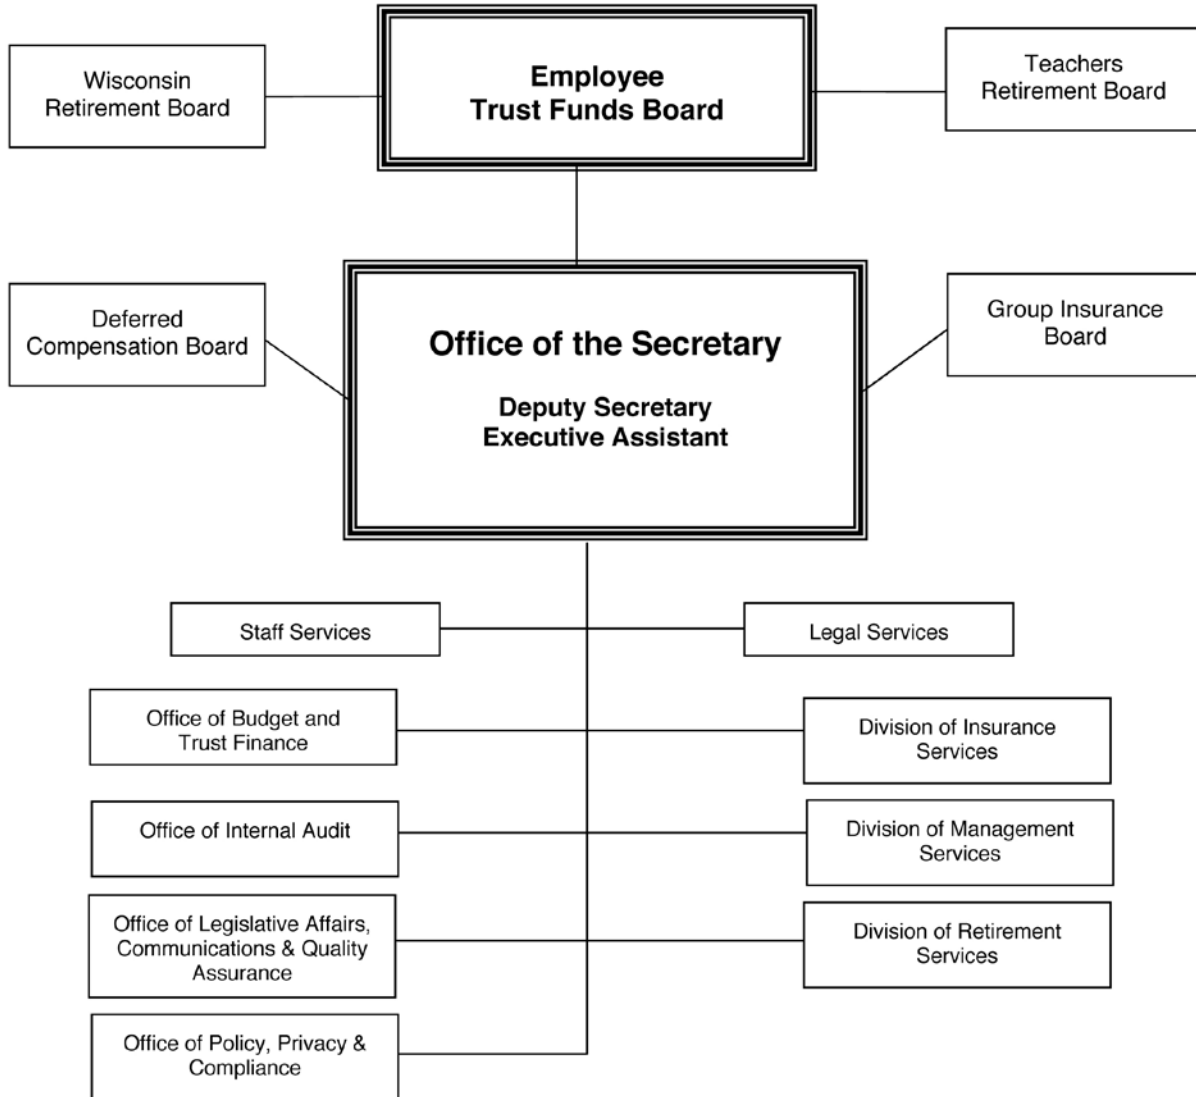 Wisconsin
Retirement Board
Employee
Trust Funds Board
Teachers
Retirement Board
Deferred
Compensation Board
Office of the Secretary
Deputy Secretary
Executive Assistant
Group Insurance
Board
Staff Services
Legal Services
Office of Budget and
Trust Finance
Division of Insurance
Services
Office of Internal Audit
Division of Management
Services
Office of Legislative Affairs,
Communications & Quality
Assurance
Division of Retirement
Services
Office of Policy, Privacy &
Compliance